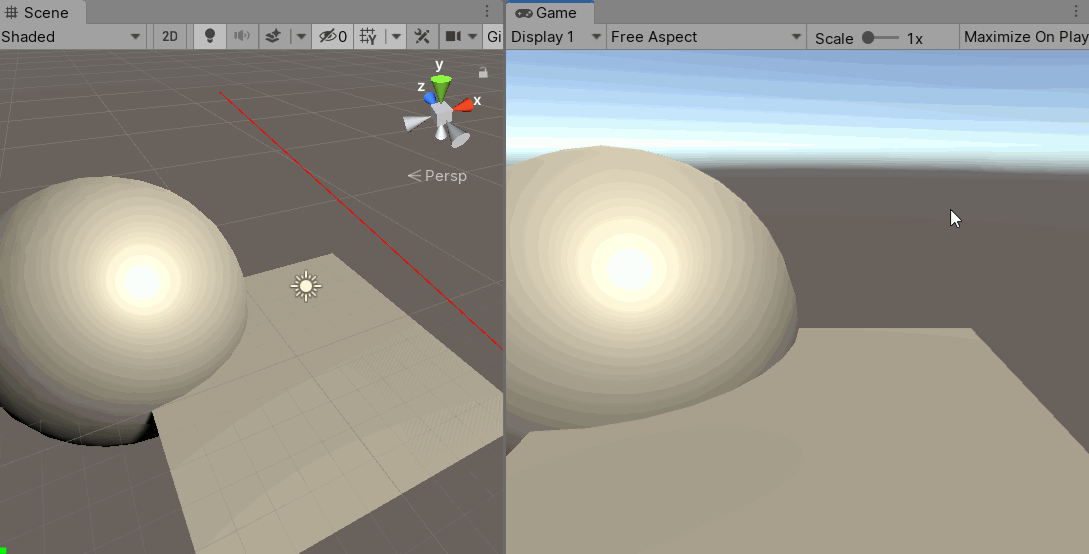 Scene
Shaded
2D
0
Gi
y
z
x
Persp
Game
Display 1
Free Aspect
Scale
1x
Maximize On Play